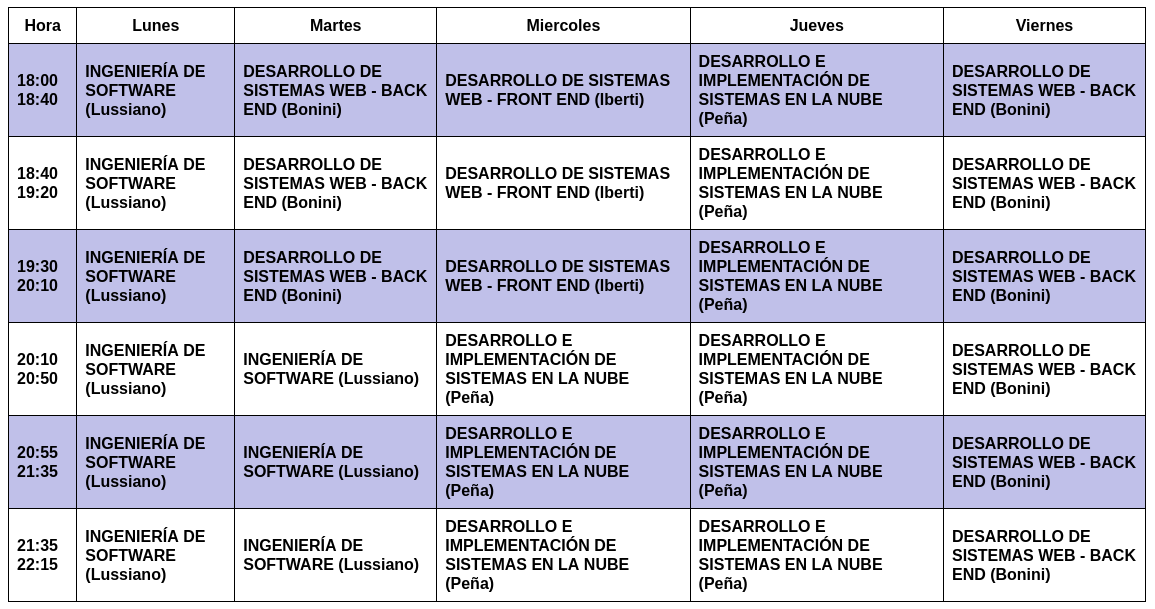 Hora Lunes Martes Miercoles Jueves Viernes
18:00
18:40
INGENIERÍA DE
SOFTWARE
(Lussiano)
DESARROLLO DE
SISTEMAS WEB - BACK
END (Bonini)
DESARROLLO DE SISTEMAS
WEB - FRONT END (Iberti)
DESARROLLO E
IMPLEMENTACIÓN DE
SISTEMAS EN LA NUBE
(Peña)
DESARROLLO DE
SISTEMAS WEB - BACK
END (Bonini)
18:40
19:20
INGENIERÍA DE
SOFTWARE
(Lussiano)
DESARROLLO DE
SISTEMAS WEB - BACK
END (Bonini)
DESARROLLO DE SISTEMAS
WEB - FRONT END (Iberti)
DESARROLLO E
IMPLEMENTACIÓN DE
SISTEMAS EN LA NUBE
(Peña)
DESARROLLO DE
SISTEMAS WEB - BACK
END (Bonini)
19:30
20:10
INGENIERÍA DE
SOFTWARE
(Lussiano)
DESARROLLO DE
SISTEMAS WEB - BACK
END (Bonini)
DESARROLLO DE SISTEMAS
WEB - FRONT END (Iberti)
DESARROLLO E
IMPLEMENTACIÓN DE
SISTEMAS EN LA NUBE
(Peña)
DESARROLLO DE
SISTEMAS WEB - BACK
END (Bonini)
20:10
20:50
INGENIERÍA DE
SOFTWARE
(Lussiano)
INGENIERÍA DE
SOFTWARE (Lussiano)
DESARROLLO E
IMPLEMENTACIÓN DE
SISTEMAS EN LA NUBE
(Peña)
DESARROLLO E
IMPLEMENTACIÓN DE
SISTEMAS EN LA NUBE
(Peña)
DESARROLLO DE
SISTEMAS WEB - BACK
END (Bonini)
20:55
21:35
INGENIERÍA DE
SOFTWARE
(Lussiano)
INGENIERÍA DE
SOFTWARE (Lussiano)
DESARROLLO E
IMPLEMENTACIÓN DE
SISTEMAS EN LA NUBE
(Peña)
DESARROLLO E
IMPLEMENTACIÓN DE
SISTEMAS EN LA NUBE
(Peña)
DESARROLLO DE
SISTEMAS WEB - BACK
END (Bonini)
21:35
22:15
INGENIERÍA DE
SOFTWARE
(Lussiano)
INGENIERÍA DE
SOFTWARE (Lussiano)
DESARROLLO E
IMPLEMENTACIÓN DE
SISTEMAS EN LA NUBE
(Peña)
DESARROLLO E
IMPLEMENTACIÓN DE
SISTEMAS EN LA NUBE
(Peña)
DESARROLLO DE
SISTEMAS WEB - BACK
END (Bonini)